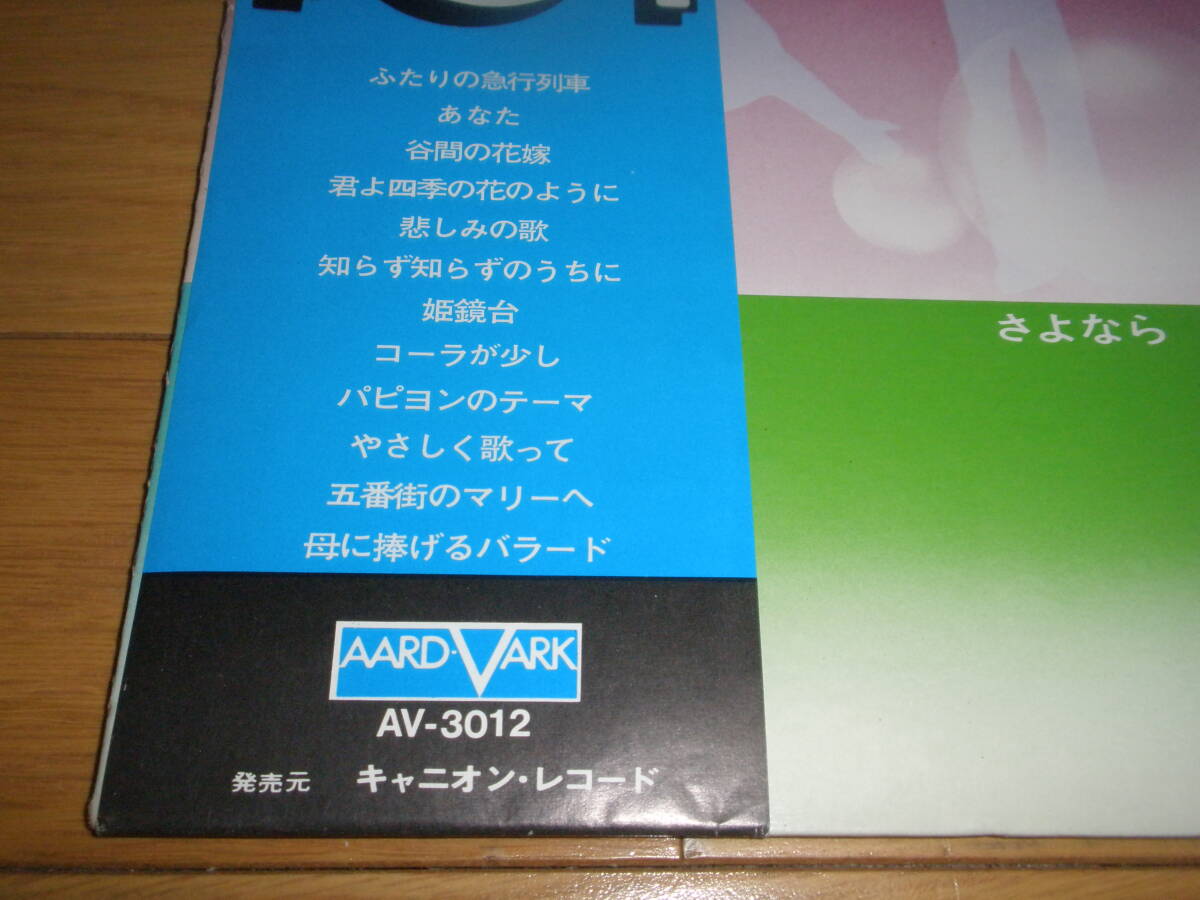 ふたりの急行列車
あなた
谷間の花嫁
君よ四季の花のように
悲しみの歌
知らず知らずのうちに
姫鏡台
コーラが少し
パピヨンのテーマ
やさしく歌って
五番街のマリーへ
母に捧げるバラード
AARD・VARK
AV-3012
発売元 キャニオン・レコード
さよなら